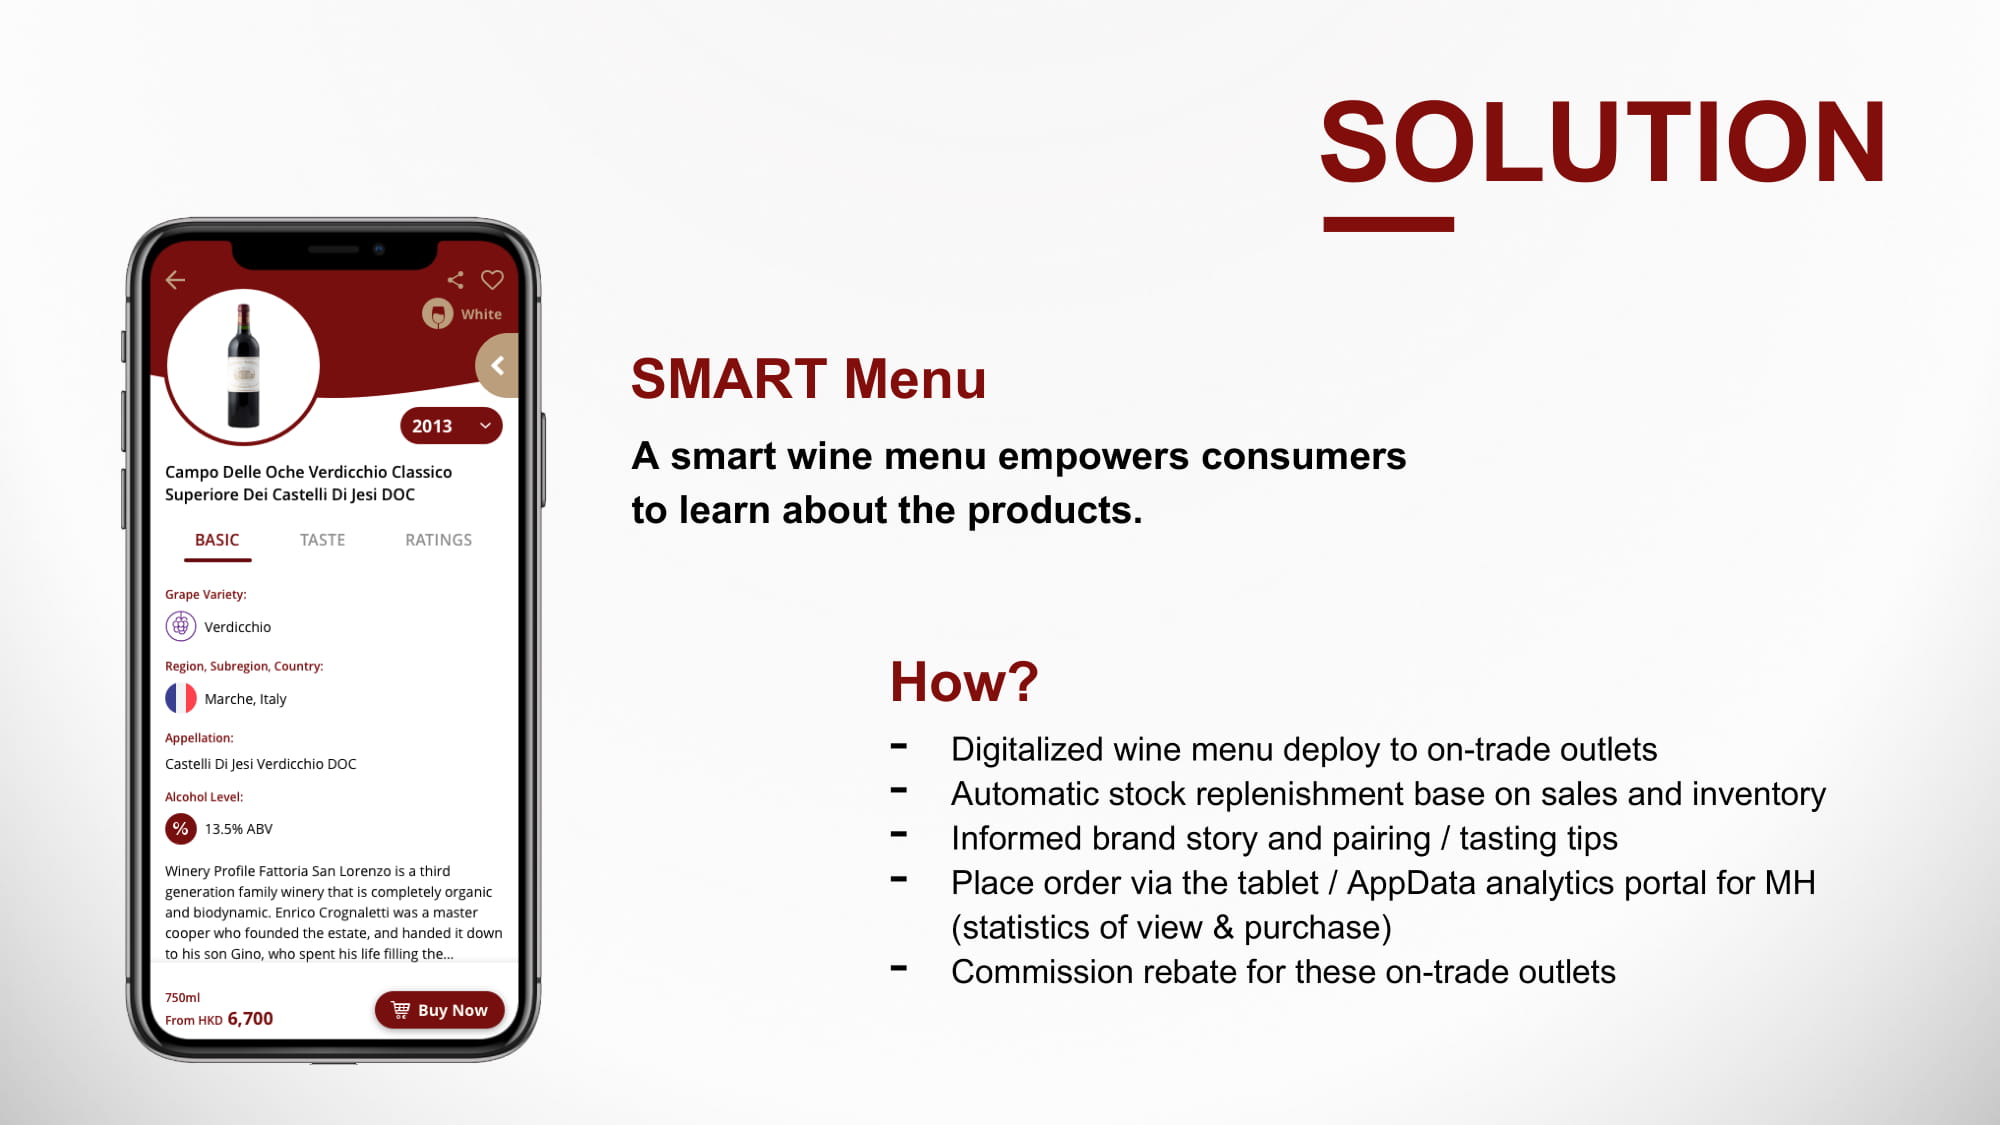 SOLUTION
White
2013
Campo Delle Oche Verdicchio Classico
Superiore Dei Castelli Di Jesi DOC
BASIC TASTE RATINGS
Grape Variety:
Verdicchio
Region, Subregion, Country:
Marche, Italy
Appellation:
Castelli Di Jesi Verdicchio DOC
Alcohol Level:
% 13.5% ABV
Winery Profile Fattoria San Lorenzo is a third
generation family winery that is completely organic
and biodynamic. Enrico Crognaletti was a master
cooper who founded the estate, and handed it down
to his son Gino, who spent his life filling the...
750ml
From HKD 6,700
Buy Now
SMART Menu
A smart wine menu empowers consumers
to learn about the products.
How?
- Digitalized wine menu deploy to on-trade outlets
- Automatic stock replenishment base on sales and inventory
- Informed brand story and pairing / tasting tips
- Place order via the tablet / AppData analytics portal for MH
(statistics of view & purchase)
- Commission rebate for these on-trade outlets